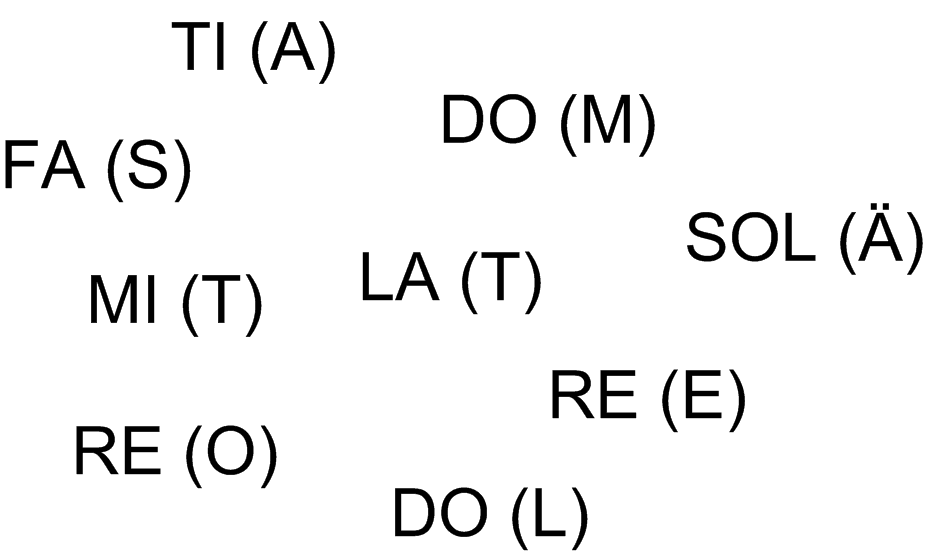 TI (A)
DO (M)
FA (S)
SOL (Ä)
LA (T)
MI (T)
RE (E)
RE (O)
DO (L)